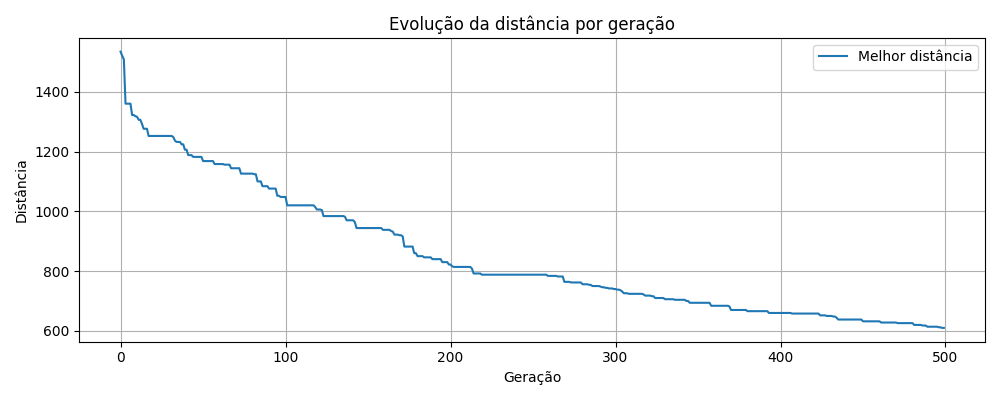 Evolução da distância por geração
Melhor distância
Distância
1400
1200
1000
800
600
0 100 200 300 400 500
Geração